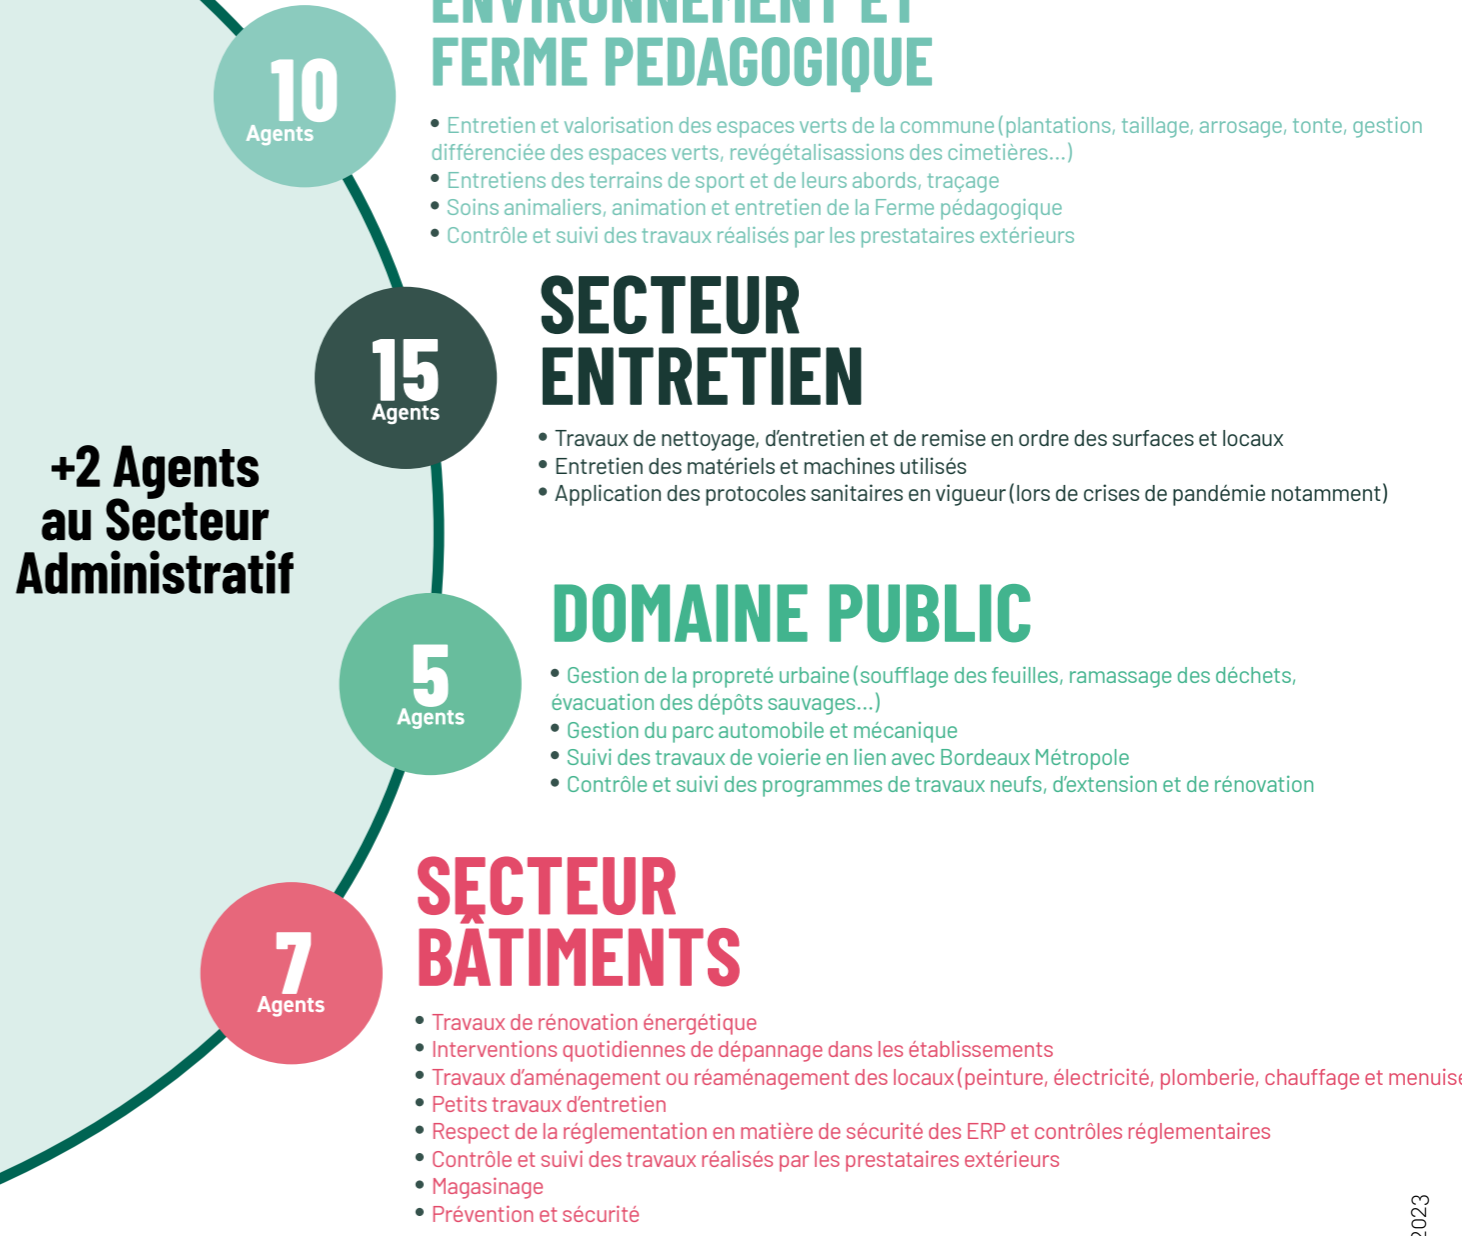 ENVIRONNEMENT ET
FERME PEDAGOGIQUE
10
Agents
• Entretien et valorisation des espaces verts de la commune (plantations, taillage, arrosage, tonte, gestion
différenciée des espaces verts, revégétalisassions des cimetières...)
• Entretiens des terrains de sport et de leurs abords, traçage
• Soins animaliers, animation et entretien de la Ferme pédagogique
• Contrôle et suivi des travaux réalisés par les prestataires extérieurs
SECTEUR
ENTRETIEN
15
Agents
• Travaux de nettoyage, d'entretien et de remise en ordre des surfaces et locaux
• Entretien des matériels et machines utilisés
• Application des protocoles sanitaires en vigueur (lors de crises de pandémie notamment)
+2 Agents
au Secteur
Administratif
DOMAINE PUBLIC
5
Agents
• Gestion de la propreté urbaine (soufflage des feuilles, ramassage des déchets,
évacuation des dépôts sauvages...)
• Gestion du parc automobile et mécanique
• Suivi des travaux de voierie en lien avec Bordeaux Métropole
• Contrôle et suivi des programmes de travaux neufs, d'extension et de rénovation
SECTEUR
BÂTIMENTS
7
Agents
• Travaux de rénovation énergétique
• Interventions quotidiennes de dépannage dans les établissements
• Travaux d'aménagement ou réaménagement des locaux (peinture, électricité, plomberie, chauffage et menuise
• Petits travaux d'entretien
• Respect de la réglementation en matière de sécurité des ERP et contrôles réglementaires
• Contrôle et suivi des travaux réalisés par les prestataires extérieurs
• Magasinage
• Prévention et sécurité
2023